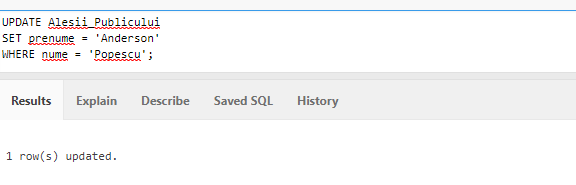 UPDATE Alesii_Publicului
SET prenume = 'Anderson'
WHERE nume = 'Popescu';
Results Explain Describe Saved SQL History
1 row(s) updated.